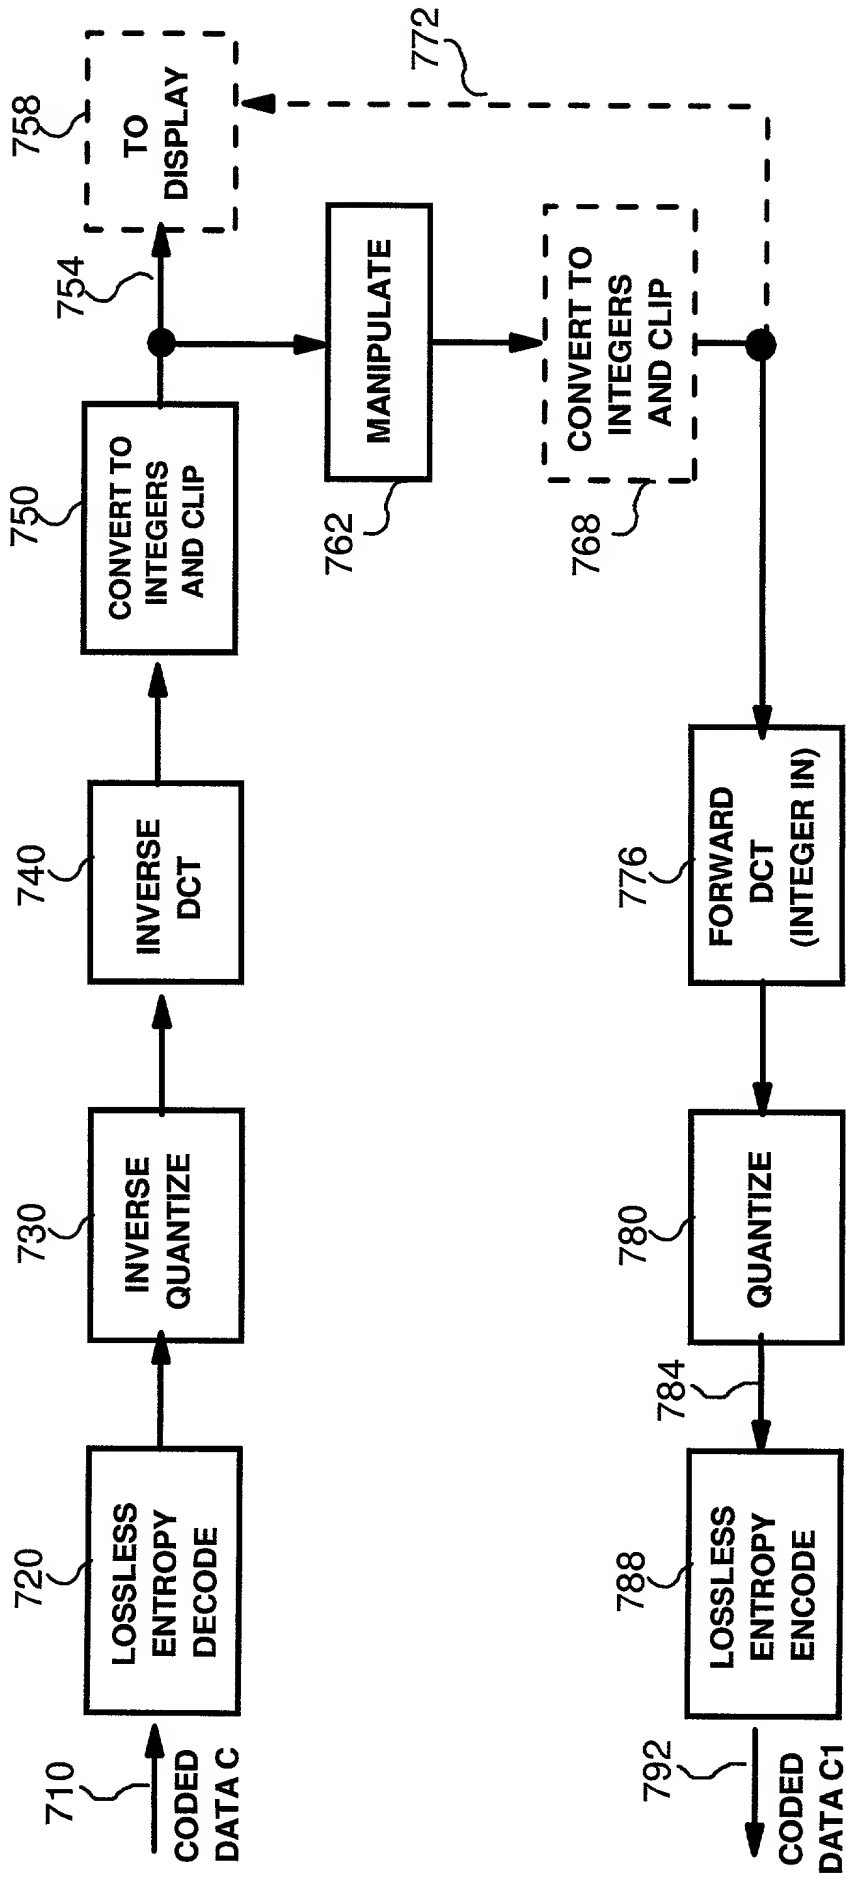 710
CODED
DATA C
720
LOSSLESS
ENTROPY
DECODE
730
INVERSE
QUANTIZE
740
INVERSE
DCT
750
CONVERT TO
INTEGERS
AND CLIP
754
758
TO
DISPLAY
762
MANIPULATE
768
CONVERT TO
INTEGERS
AND CLIP
772
776
FORWARD
DCT
(INTEGER IN)
780
QUANTIZE
784
788
LOSSLESS
ENTROPY
ENCODE
792
CODED
DATA C1